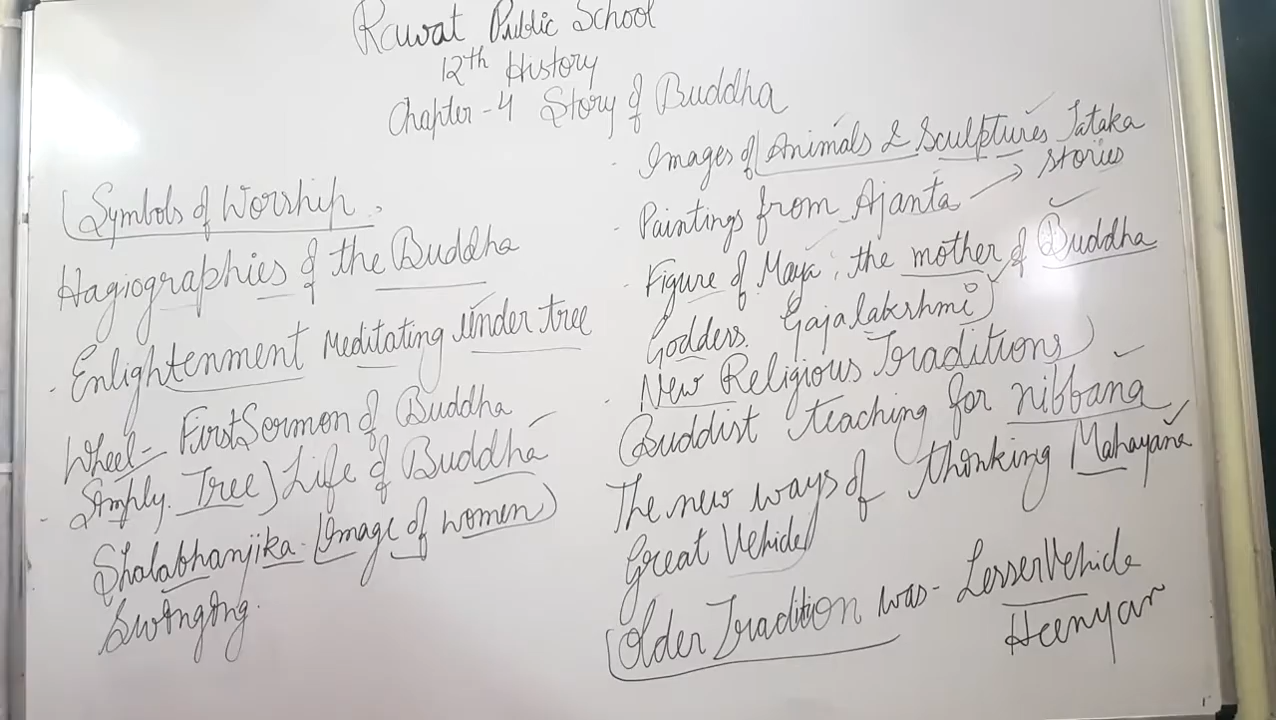 Rawat Public School
12th History
Chapter-4 Story of Buddha
Symbols of Worship.
Hagiographies of the Buddha
Enlightenment Meditating under tree
Wheel- First Sermon of Buddha
Simply. Tree) Life of Buddha
Shalabhanjika- (Image of women)
Swinging.
Images of Animals & Sculptures Jataka
stories
Paintings from Ajanta →
Figure of Maya: the mother of Buddha
Goddess. Gajalakshmi)
New Religious Traditions)
Buddist teaching for nibbana
The new ways of thinking Mahayana
Great Vehicle)
Older Tradition was- Lesser Vehicle
Heenyan